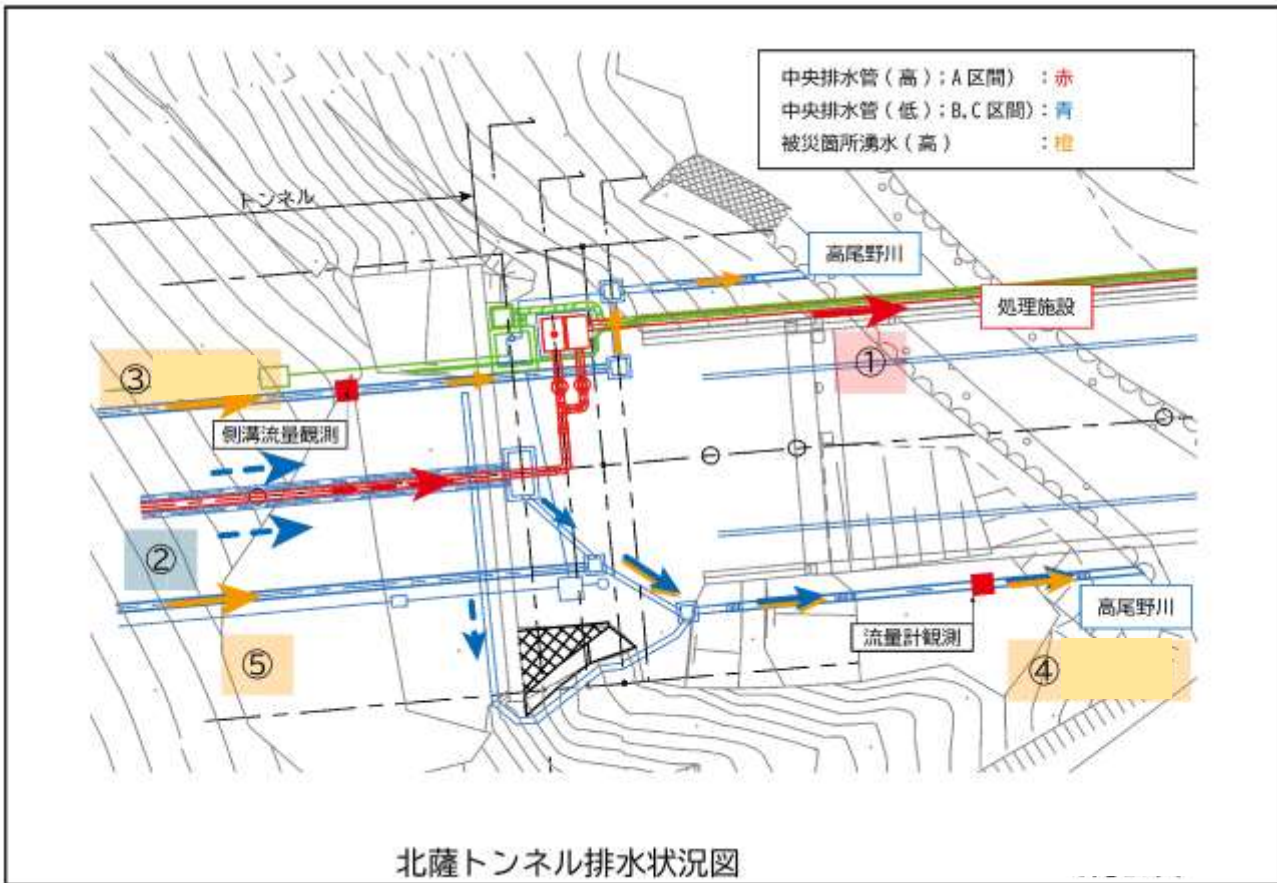 中央排水管(高);A区間) :赤
中央排水管(低);B,C区間):青
被災箇所湧水(高) :橙
トンネル
高尾野川
処理施設
①
③
側溝流量観測
②
高尾野川
流量計観測
⑤
④
北薩トンネル排水状況図